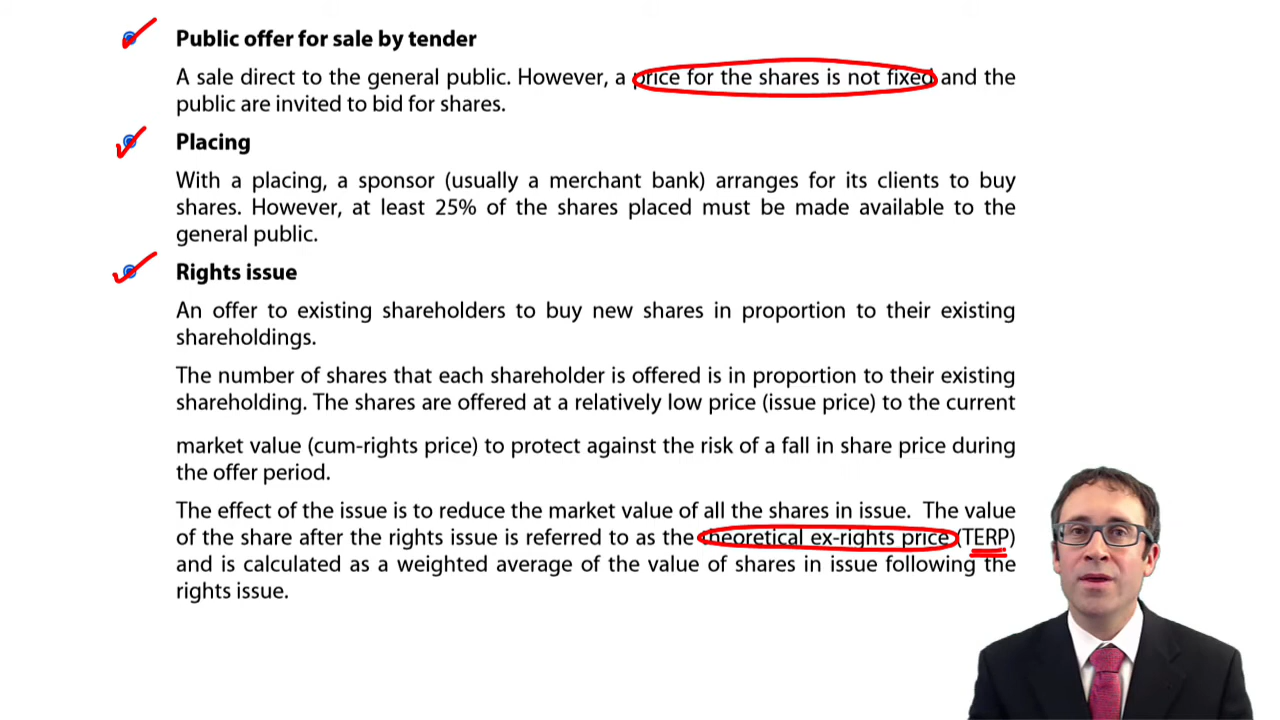 Public offer for sale by tender
A sale direct to the general public. However, a price for the shares is not fixed and the
public are invited to bid for shares.
Placing
With a placing, a sponsor (usually a merchant bank) arranges for its clients to buy
shares. However, at least 25% of the shares placed must be made available to the
general public.
Rights issue
An offer to existing shareholders to buy new shares in proportion to their existing
shareholdings.
The number of shares that each shareholder is offered is in proportion to their existing
shareholding. The shares are offered at a relatively low price (issue price) to the current
market value (cum-rights price) to protect against the risk of a fall in share price during
the offer period.
The effect of the issue is to reduce the market value of all the shares in issue. The value
of the share after the rights issue is referred to as the theoretical ex-rights price (TERP)
and is calculated as a weighted average of the value of shares in issue following the
rights issue.